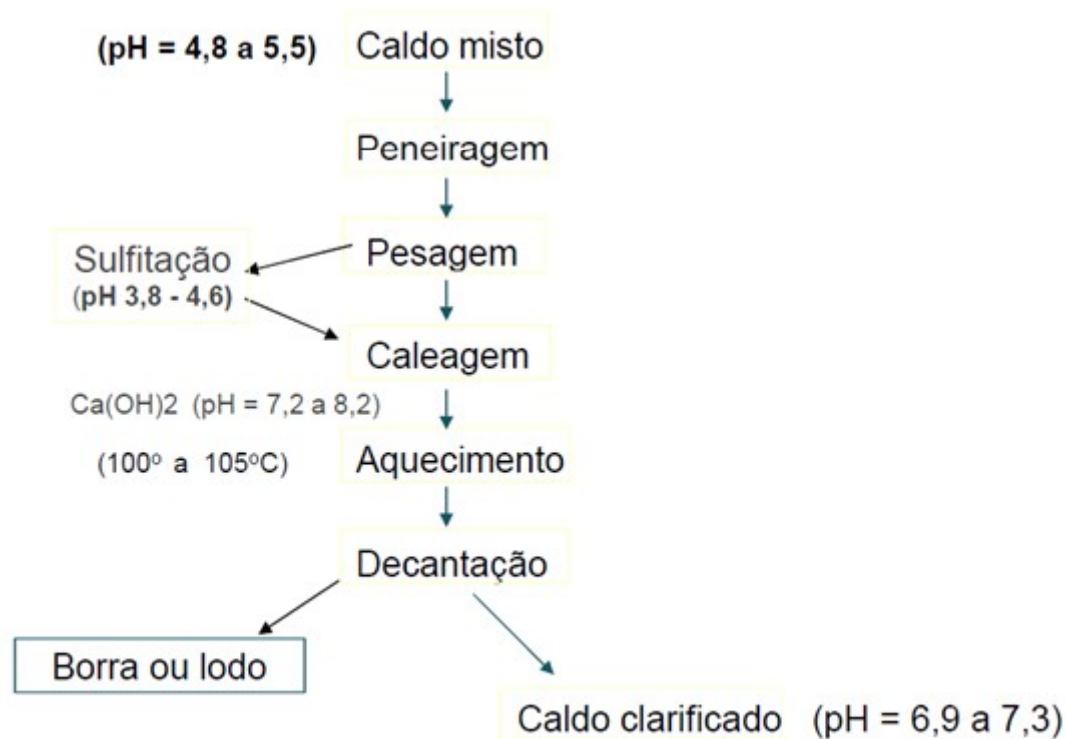 (pH = 4,8 a 5,5) Caldo misto
Peneiragem
Pesagem
Sulfitação
(pH 3,8 - 4,6)
Caleagem
Ca(OH)2 (pH = 7,2 a 8,2)
(100º a 105ºC) Aquecimento
Decantação
Borra ou lodo
Caldo clarificado (pH = 6,9 a 7,3)